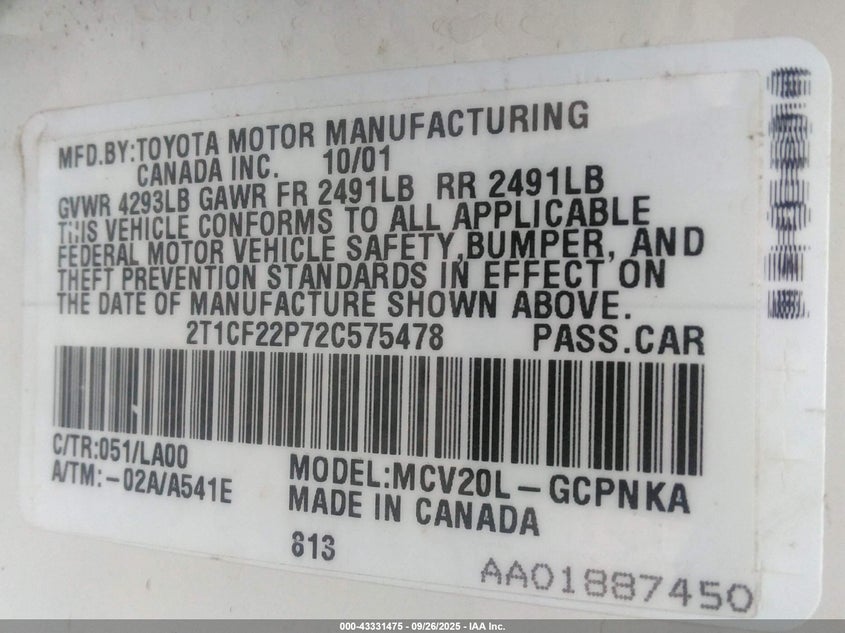 MFD.BY:TOYOTA MOTOR MANUFACTURING
CANADA INC. 10/01
GVWR 4293LB GAWR FR 2491LB RR 2491LB
THIS VEHICLE CONFORMS TO ALL APPLICABLE
FEDERAL MOTOR VEHICLE SAFETY,BUMPER, AND
THEFT PREVENTION STANDARDS IN EFFECT ON
THE DATE OF MANUFACTURE SHOWN ABOVE.
2T1CF22P72C575478 PASS.CAR
C/TR:051/LA00
A/TM:-02A/A541E
MODEL:MCV20L-GCPNKA
MADE IN CANADA
813
AA01887450
000-43331475 - 09/26/2025 - IAA Inc.